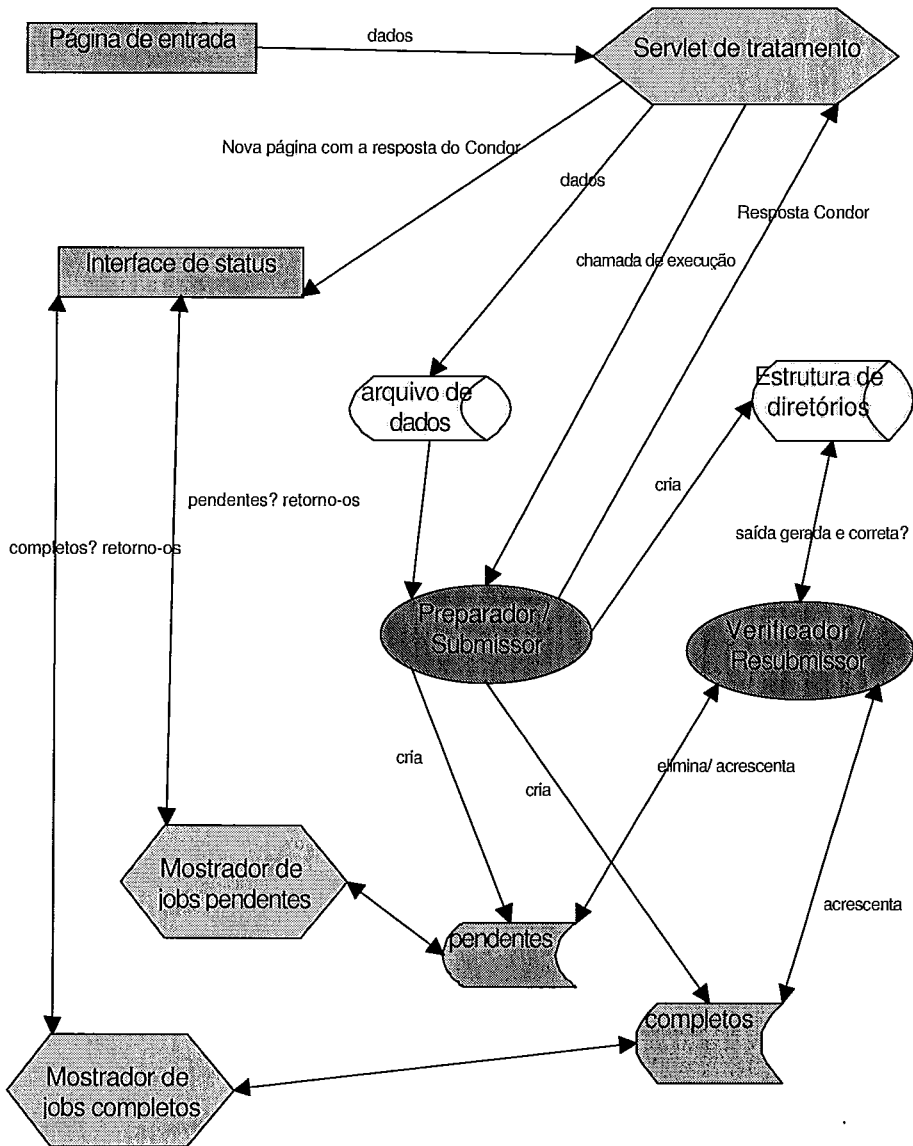 Página de entrada
dados
Servlet de tratamento
Nova página com a resposta do Condor
dados
Resposta Condor
chamada de execução
Interface de status
arquivo de
dados
Estrutura de
diretórios
pendentes? retorno-os
cria
completos? retorno-os
saída gerada e correta?
Preparador /
Submissor
Verificador /
Resubmissor
cria
elimina/ acrescenta
cria
Mostrador de
jobs pendentes
acrescenta
pendentes
completos
Mostrador de
jobs completos